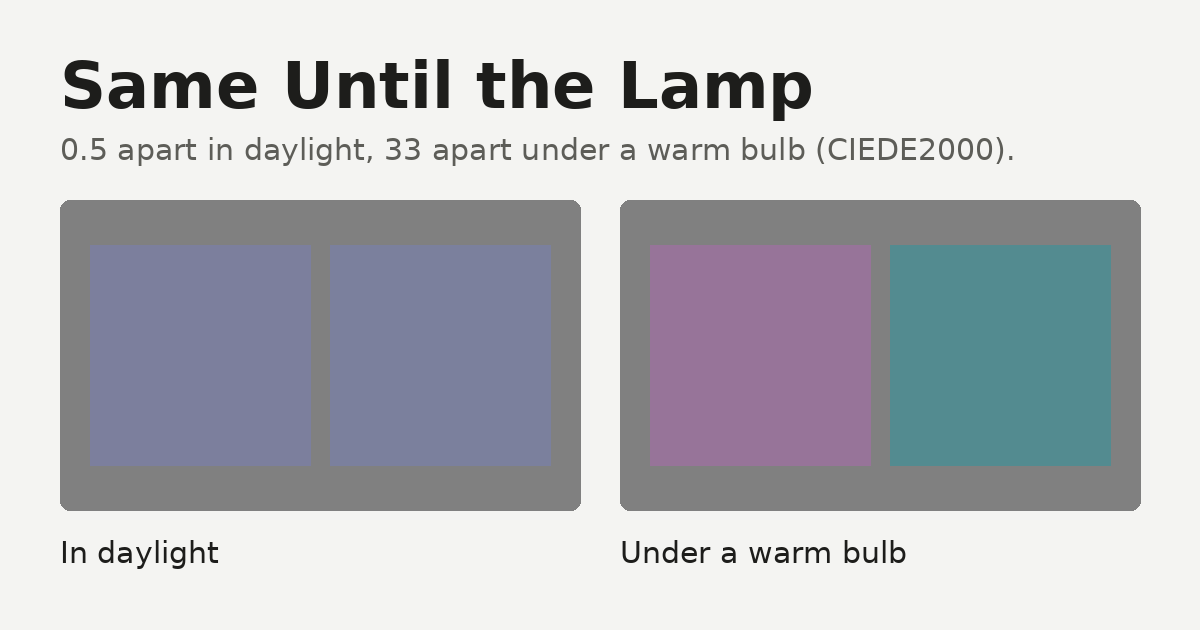 Same Until the Lamp
0.5 apart in daylight, 33 apart under a warm bulb (CIEDE2000).
In daylight
Under a warm bulb